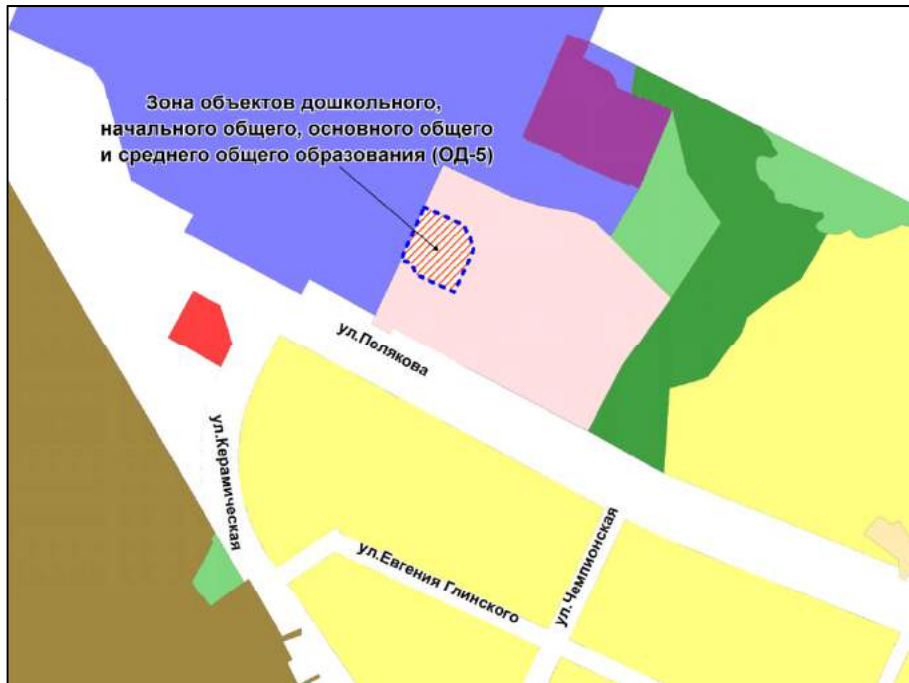 Зона объектов дошкольного,
начального общего, основного общего
и среднего общего образования (ОД-5)
ул.Полякова
ул.Керамическая
ул.Евгения Глинского
ул.Чемпионская